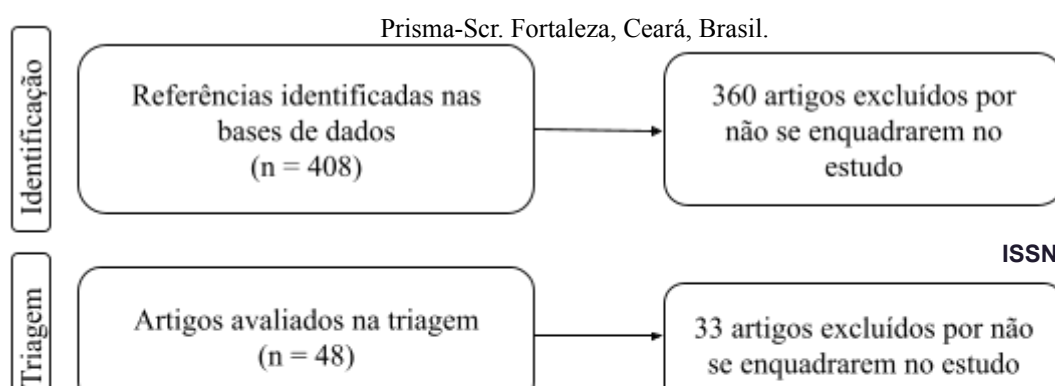 Prisma-Scr. Fortaleza, Ceará, Brasil.
Identificação
Referências identificadas nas
bases de dados
(n = 408)
360 artigos excluídos por
não se enquadrarem no
estudo
ISSN
Triagem
Artigos avaliados na triagem
(n = 48)
33 artigos excluídos por não
se enquadrarem no estudo